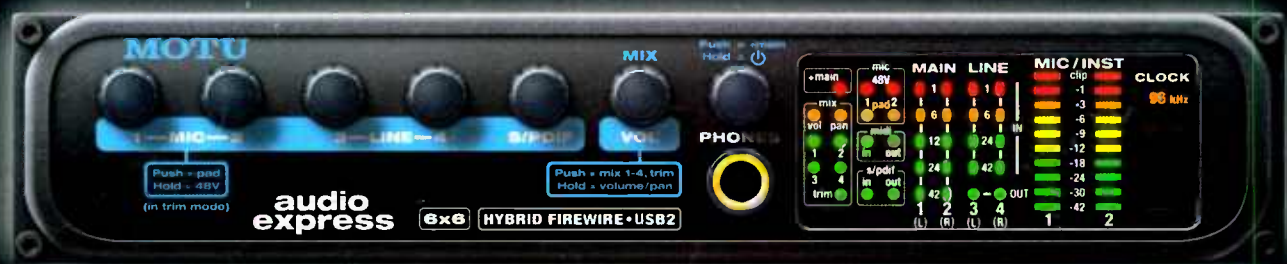 MOTU
MIX
Push = main
Hold = ⏻
1—MIC—2
3—LINE—4
S/PDIF
VOL
PHONES
Push = pad
Hold = 48V
(in trim mode)
Push = mix 1-4, trim
Hold = volume/pan
audio
express
6x6
HYBRID FIREWIRE•USB2
main
mic
48V
1 pad 2
mix
vol pan
1 2
3 4
trim
midi
in out
s/pdif
in out
MAIN LINE
1 1
6 6
12 24
24 42
42 – OUT
IN
1 2 3 4
(L) (R) (L) (R)
MIC/INST
clip
-1
-3
-6
-9
-12
-18
-24
-30
-42
1 2
CLOCK
96 kHz